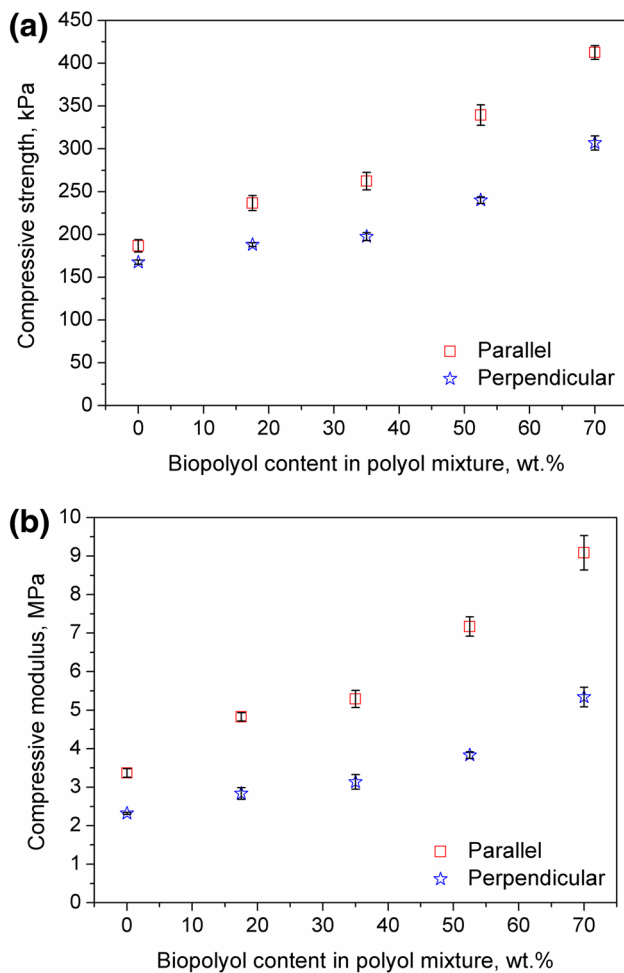 (a)
450
400
350
300
250
200
150
100
50
0
Compressive strength, kPa
Parallel
Perpendicular
0 10 20 30 40 50 60 70
Biopolyol content in polyol mixture, wt.%
(b)
10
9
8
7
6
5
4
3
2
1
0
Compressive modulus, MPa
Parallel
Perpendicular
0 10 20 30 40 50 60 70
Biopolyol content in polyol mixture, wt.%